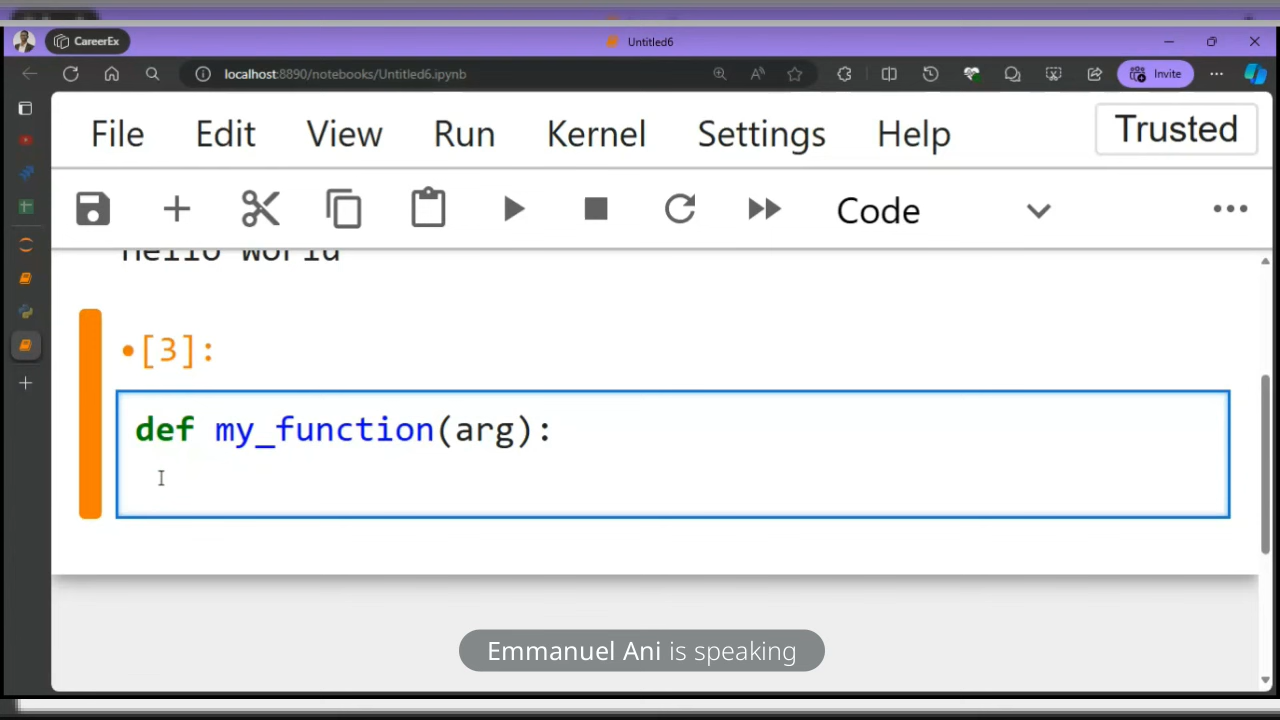 CareerEx
Untitled6
localhost:8890/notebooks/Untitled6.ipynb
Invite
File Edit View Run Kernel Settings Help Trusted
Code
Hello World
•[3]:
def my_function(arg):
Emmanuel Ani is speaking